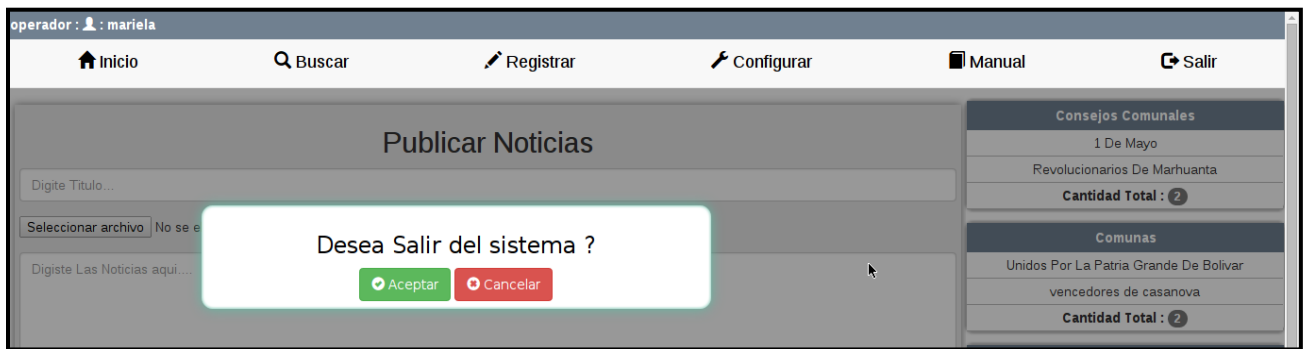 operador : : mariela
Inicio Buscar Registrar Configurar Manual Salir
Publicar Noticias
Digite Titulo...
Seleccionar archivo No se e
Digiste Las Noticias aqui....
Desea Salir del sistema ?
Aceptar Cancelar
Consejos Comunales
1 De Mayo
Revolucionarios De Marhuanta
Cantidad Total : 2
Comunas
Unidos Por La Patria Grande De Bolivar
vencedores de casanova
Cantidad Total : 2